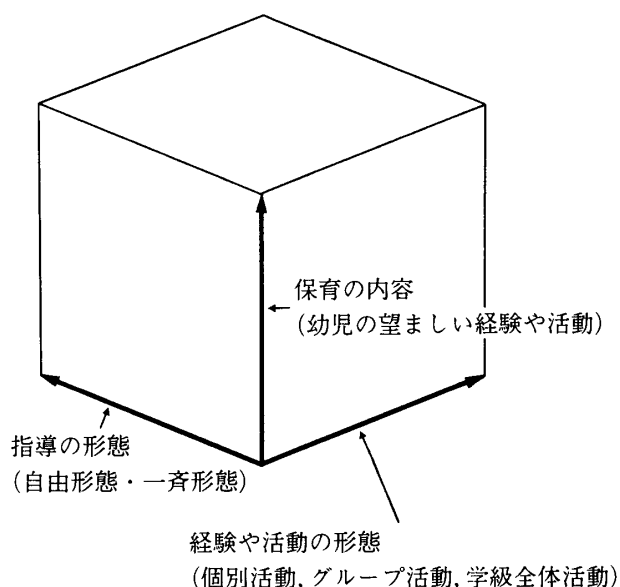 保育の内容
(幼児の望ましい経験や活動)
指導の形態
(自由形態・一斉形態)
経験や活動の形態
(個別活動, グループ活動, 学級全体活動)